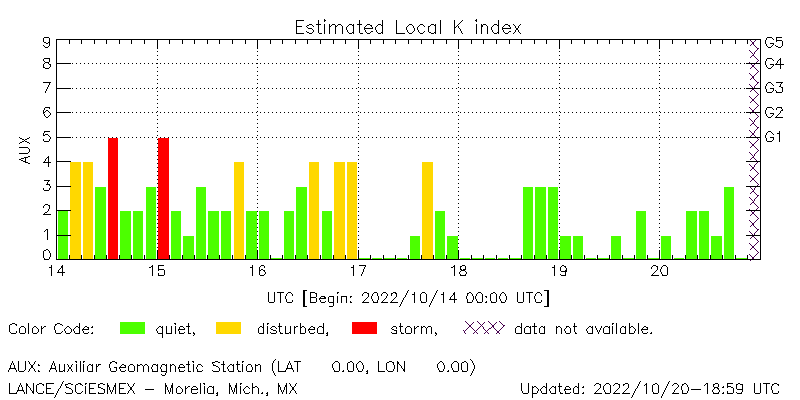 Estimated Local K index
9 G5
8 G4
7 G3
6 G2
5 G1
4
3
2
1
0
AUX
14 15 16 17 18 19 20
UTC [Begin: 2022/10/14 00:00 UTC]
Color Code: quiet, disturbed, storm, data not available.
AUX: Auxiliar Geomagnetic Station (LAT 0.00, LON 0.00)
LANCE/SCiESMEX - Morelia, Mich., MX Updated: 2022/10/20-18:59 UTC